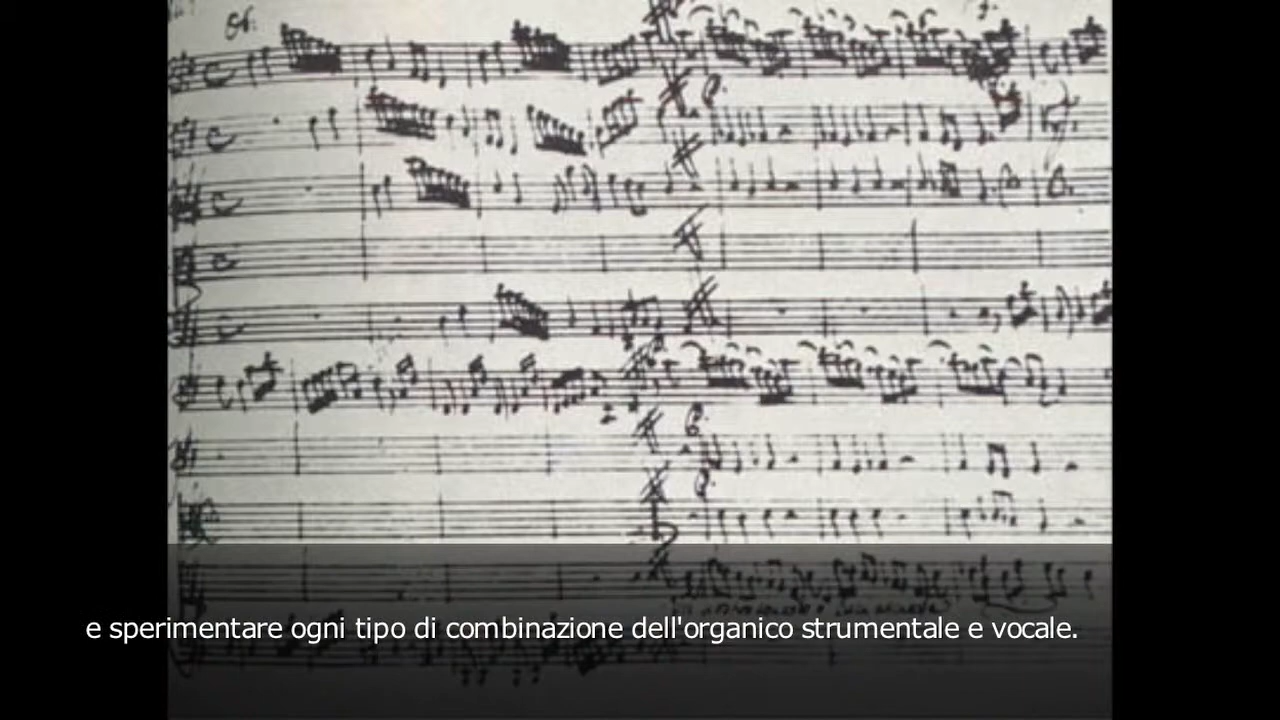 e sperimentare ogni tipo di combinazione dell'organico strumentale e vocale.